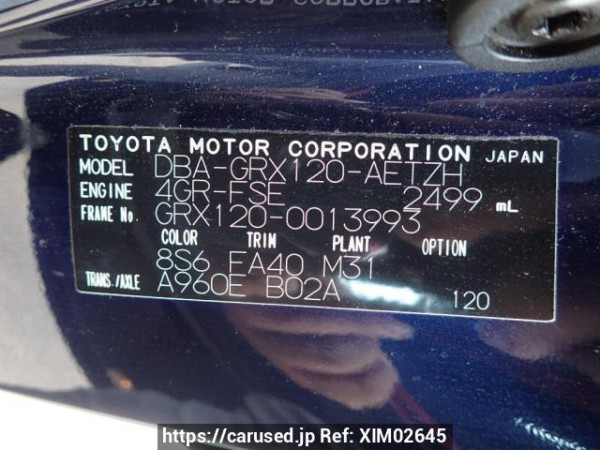 TOYOTA MOTOR CORPORATION JAPAN
MODEL DBA-GRX120-AETZH
ENGINE 4GR-FSE 2499 mL
FRAME No. GRX120-0013993
COLOR TRIM PLANT OPTION
8S6 FA40 M31
TRANS./AXLE A960E B02A 120
https://carused.jp Ref: XIM02645